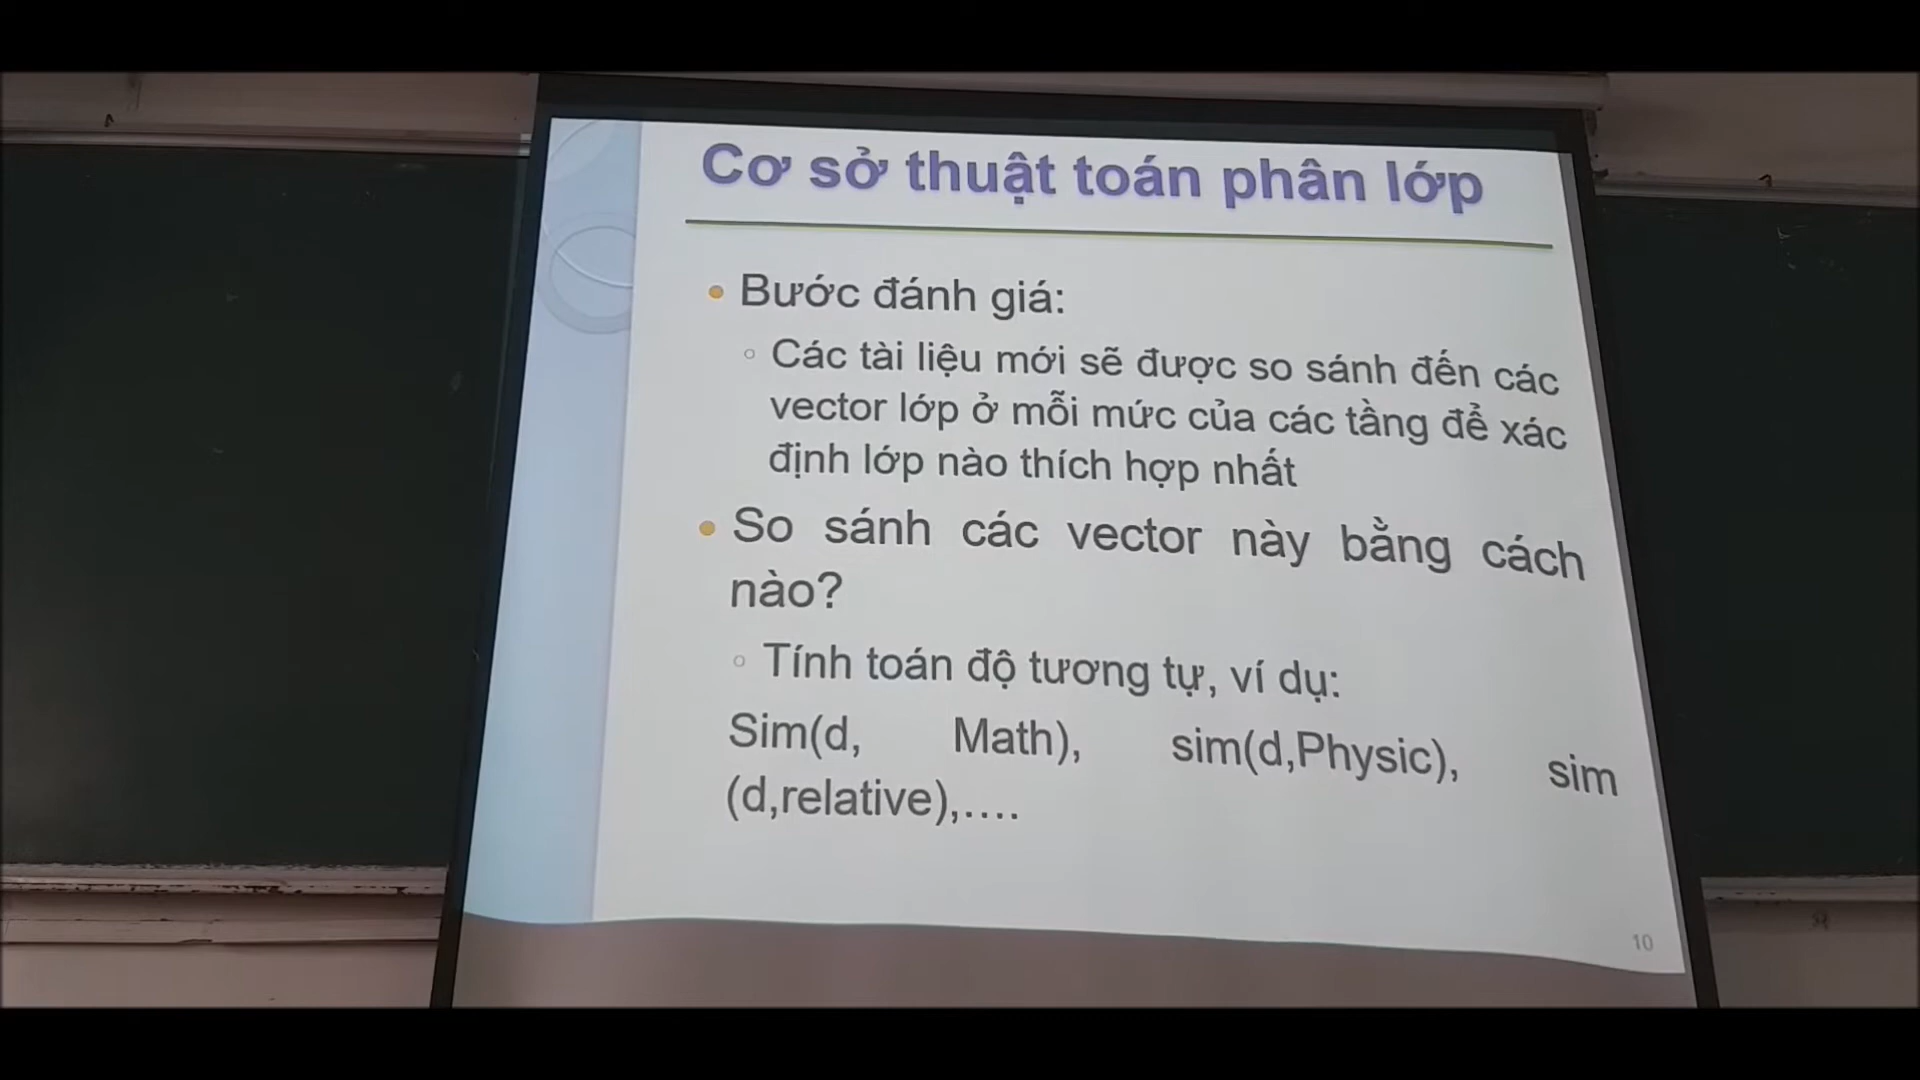 Cơ sở thuật toán phân lớp
Bước đánh giá:
Các tài liệu mới sẽ được so sánh đến các
vector lớp ở mỗi mức của các tầng để xác
định lớp nào thích hợp nhất
So sánh các vector này bằng cách
nào?
Tính toán độ tương tự, ví dụ:
Sim(d, Math), sim(d,Physic), sim
(d,relative),....
10